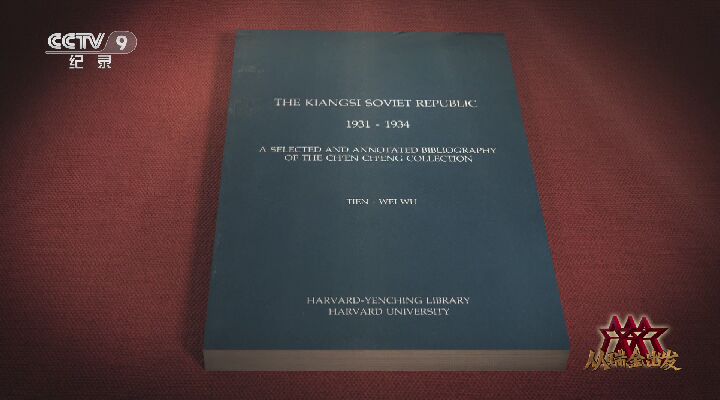 CCTV 9
纪录
THE KIANGSI SOVIET REPUBLIC
1931 - 1934
A SELECTED AND ANNOTATED BIBLIOGRAPHY
OF THE CH'EN CH'ENG COLLECTION
TIEN - WEI WU
HARVARD-YENCHING LIBRARY
HARVARD UNIVERSITY
从瑞金出发